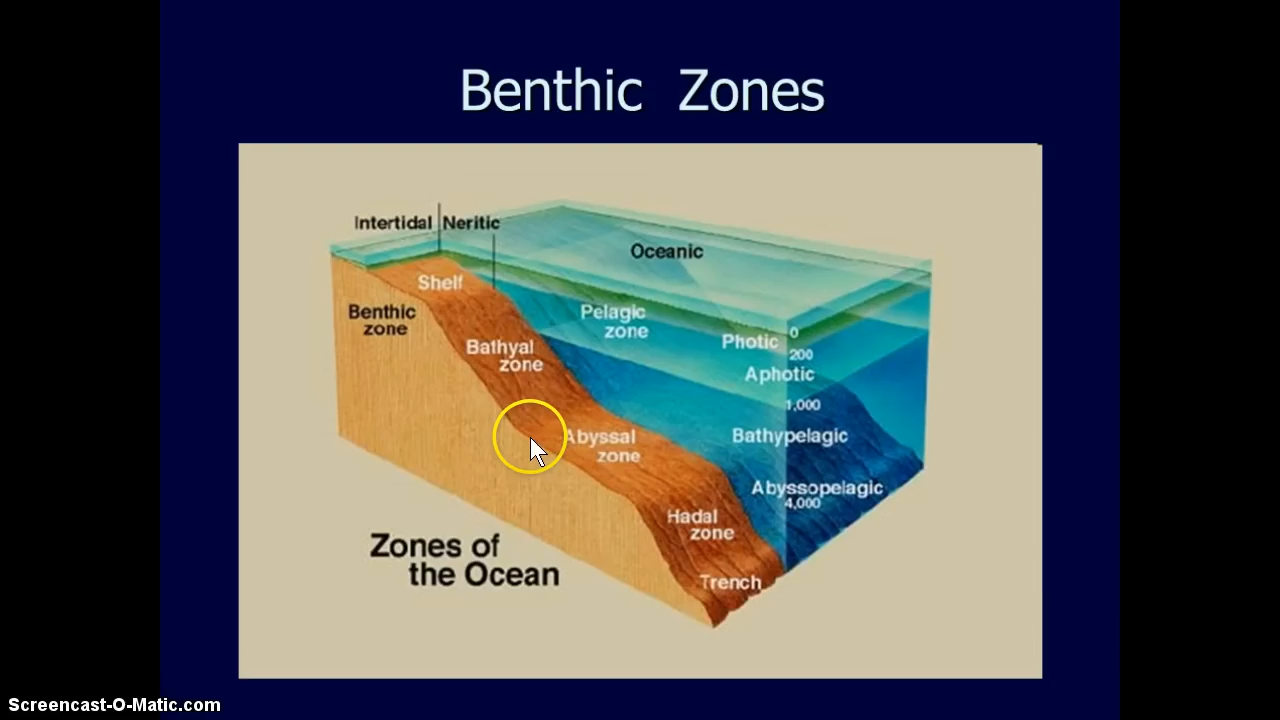 Benthic Zones
Intertidal
Neritic
Oceanic
Shelf
Benthic
zone
Pelagic
zone
Photic
0
200
Bathyal
zone
Aphotic
1,000
Abyssal
zone
Bathypelagic
Abyssopelagic
4,000
Hadal
zone
Trench
Zones of
the Ocean
Screencast-O-Matic.com